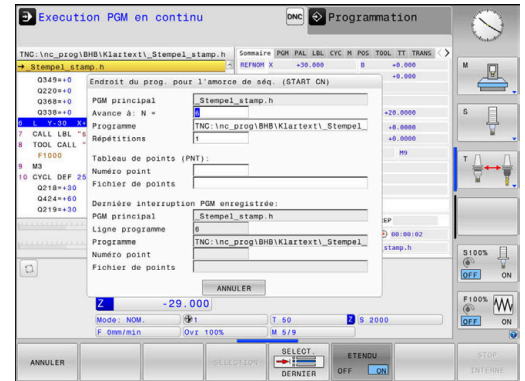 Execution PGM en continu
DNC
Programmation
TNC:\nc_prog\BHB\Klartext\_Stempel_stamp.h
Sommaire PGM PAL LBL CYC M POS TOOL TT TRANS
→_Stempel_stamp.h
REFNOM X +30.000 B +0.000
+0.000
Q349=+0
Q220=+0
Q368=+0
Q338=+0
+20.0000
6 L Y-30 X+
+0.0000
7 CALL LBL "S
+0.0000
8 TOOL CALL "
F1000
M9
9 M3
10 CYCL DEF 25
Q218=+30
Q424=+60
Q219=+30
00:00:02
stamp.h
Endroit du prog. pour l'amorce de séq. (START CN)
PGM principal _Stempel_stamp.h
Avance à: N = 6
Programme TNC:\nc_prog\BHB\Klartext\_Stempel_
Répétitions 1
Tableau de points (PNT):
Numéro point
Fichier de points
Dernière interruption PGM enregistrée:
PGM principal _Stempel_stamp.h
Ligne programme 6
Programme TNC:\nc_prog\BHB\Klartext\_Stempel_
Numéro point
Fichier de points
ANNULER
Z -29.000
Mode: NOM. 1 T 50 Z S 2000
F 0mm/min Ovr 100% M 5/9
M
S
T
S100%
OFF ON
F100%
OFF ON
ANNULER
SELECTION
SELECT.
DERNIER
ETENDU
OFF ON
STOP
INTERNE